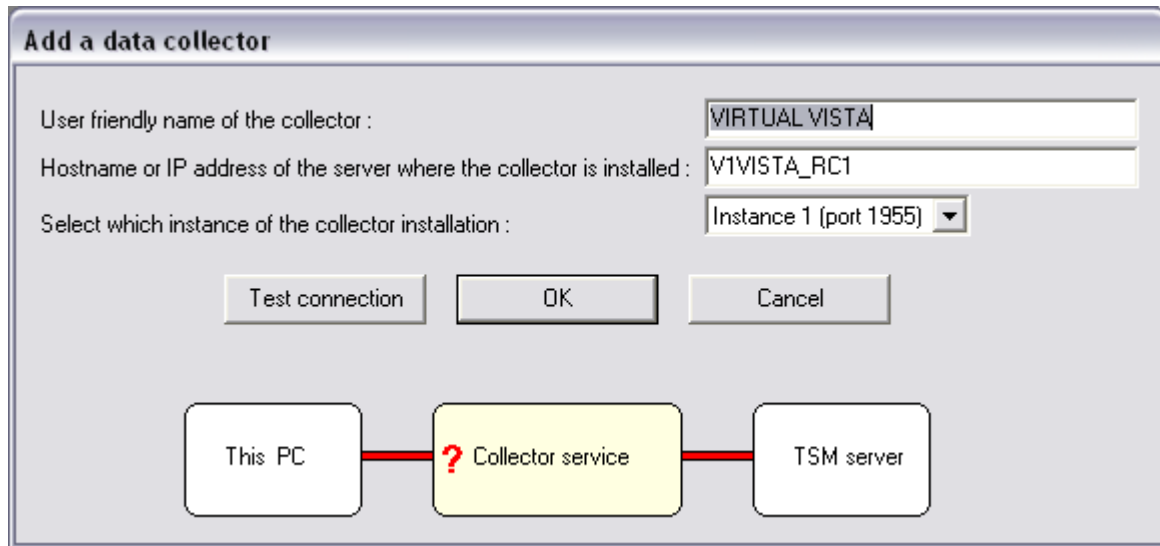 Add a data collector
User friendly name of the collector :
VIRTUAL VISTA
Hostname or IP address of the server where the collector is installed :
V1VISTA_RC1
Select which instance of the collector installation :
Instance 1 (port 1955)
Test connection
OK
Cancel
This PC
? Collector service
TSM server